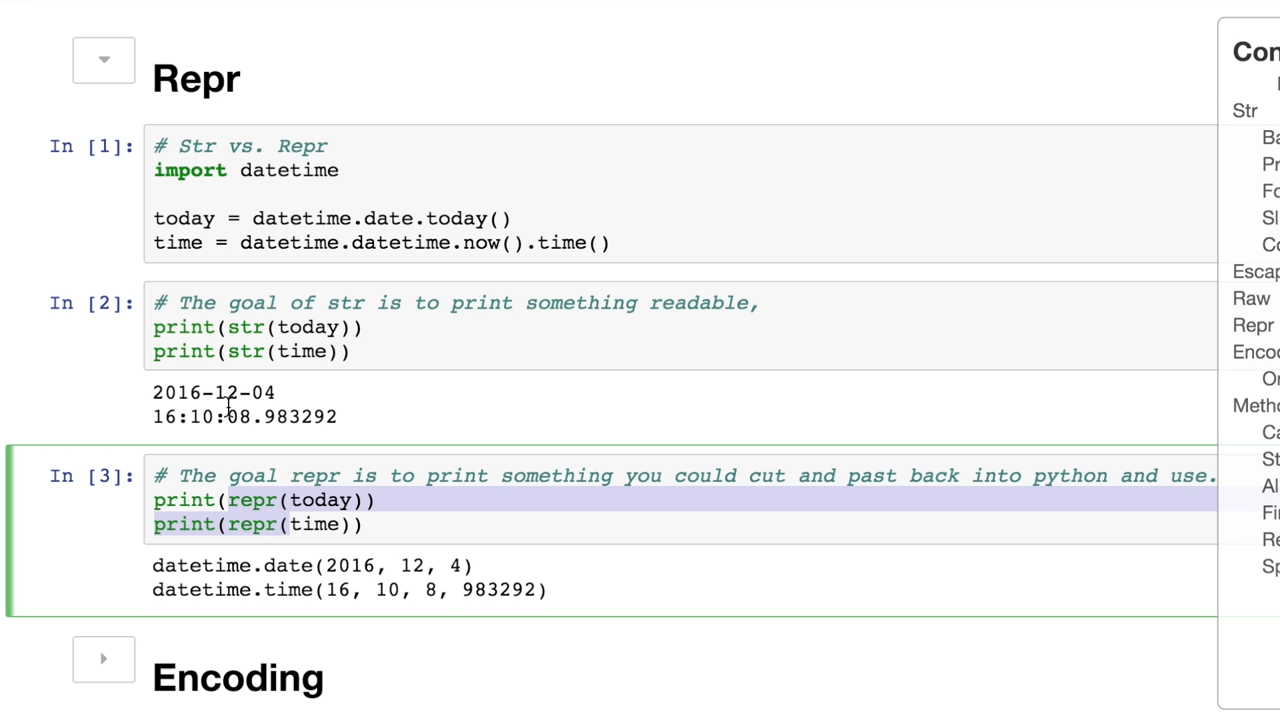 Repr
In [1]:
# Str vs. Repr
import datetime
today = datetime.date.today()
time = datetime.datetime.now().time()
In [2]:
# The goal of str is to print something readable,
print(str(today))
print(str(time))
2016-12-04
16:10:08.983292
In [3]:
# The goal repr is to print something you could cut and past back into python and use.
print(repr(today))
print(repr(time))
datetime.date(2016, 12, 4)
datetime.time(16, 10, 8, 983292)
Encoding
Str
Raw
Repr